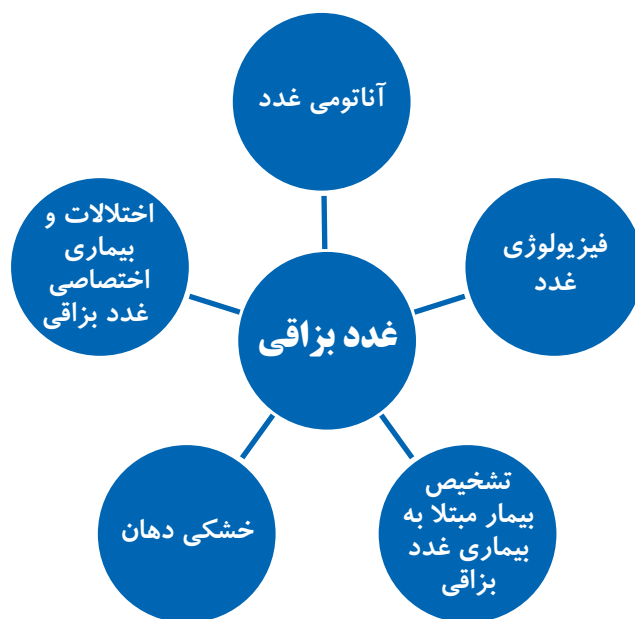 آناتومی غدد
فیزیولوژی
غدد
تشخیص
بیمار مبتلا به
بیماری غدد
بزاقی
خشکی دهان
اختلالات و
بیماری
اختصاصی
غدد بزاقی
غدد بزاقی